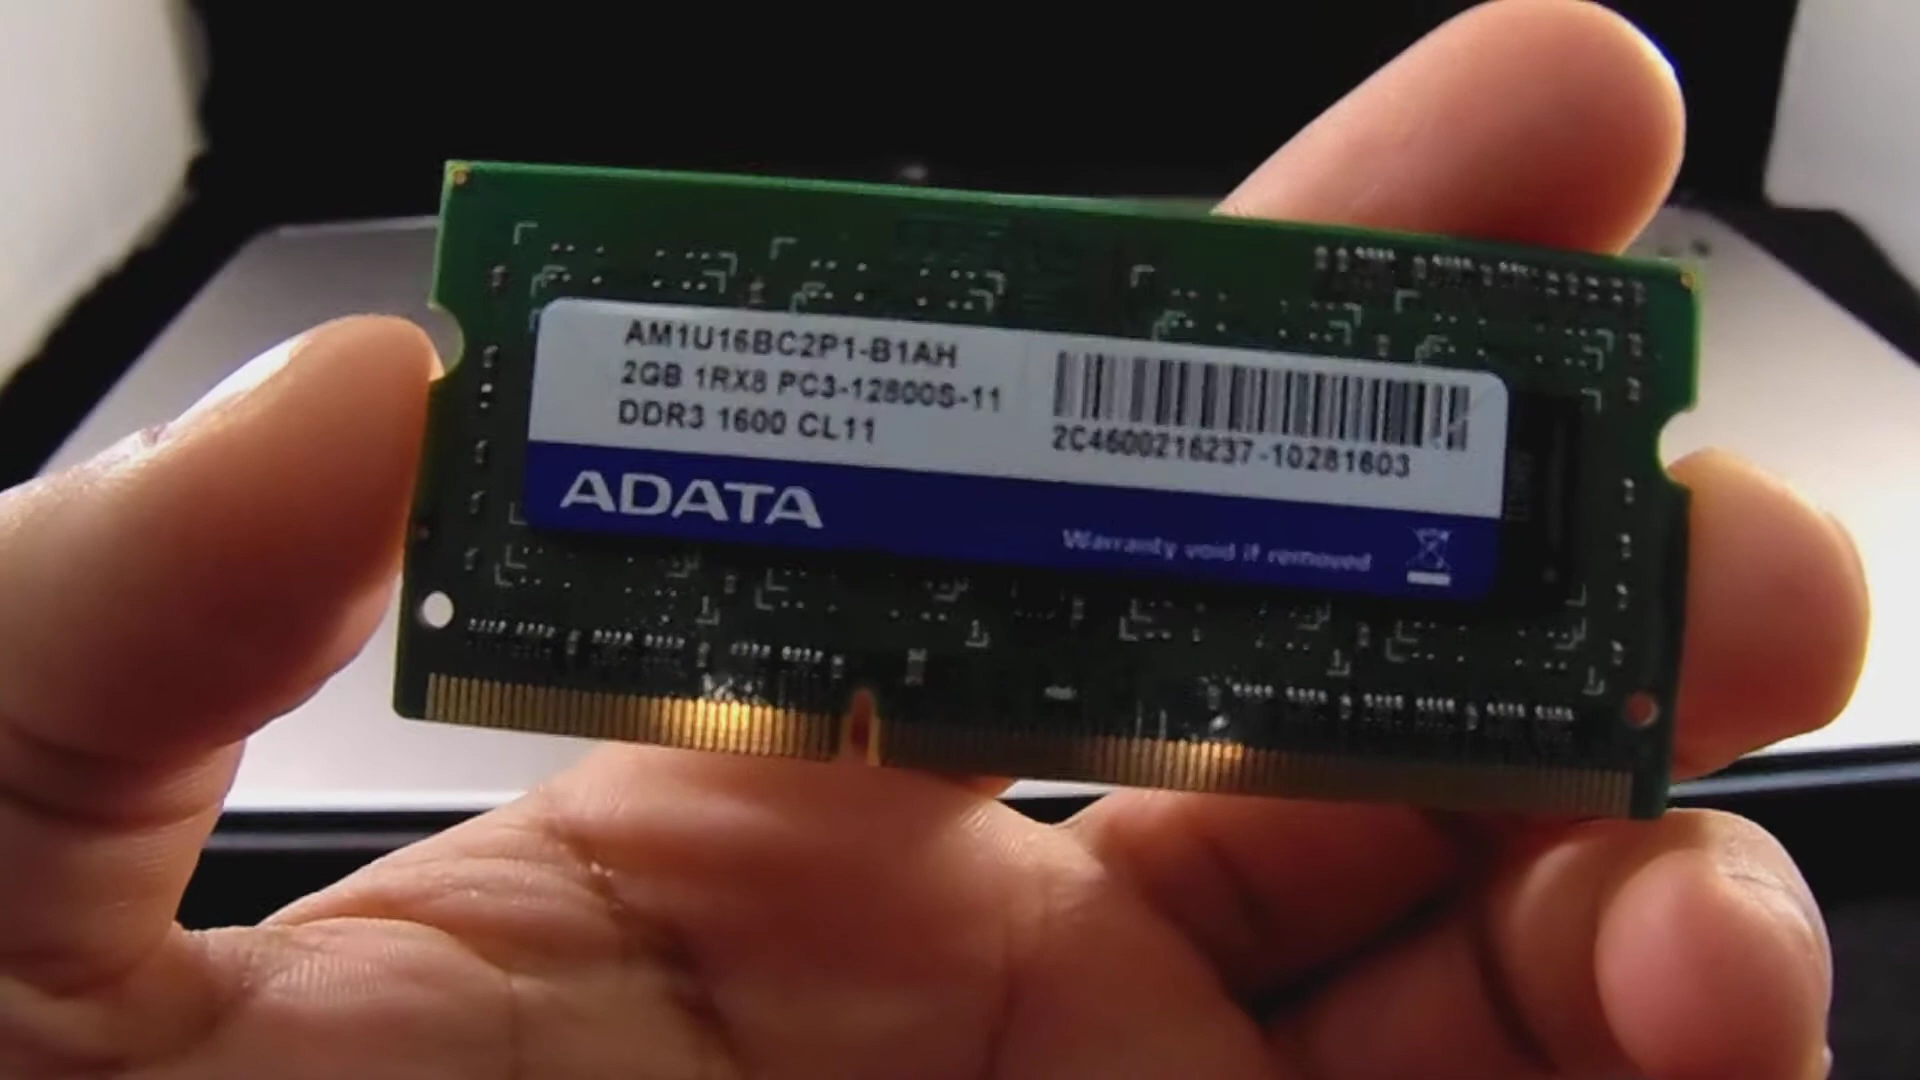 AM1U16BC2P1-B1AH
2GB 1RX8 PC3-12800S-11
DDR3 1600 CL11
2C4600216237-10281603
ADATA
Warranty void if removed